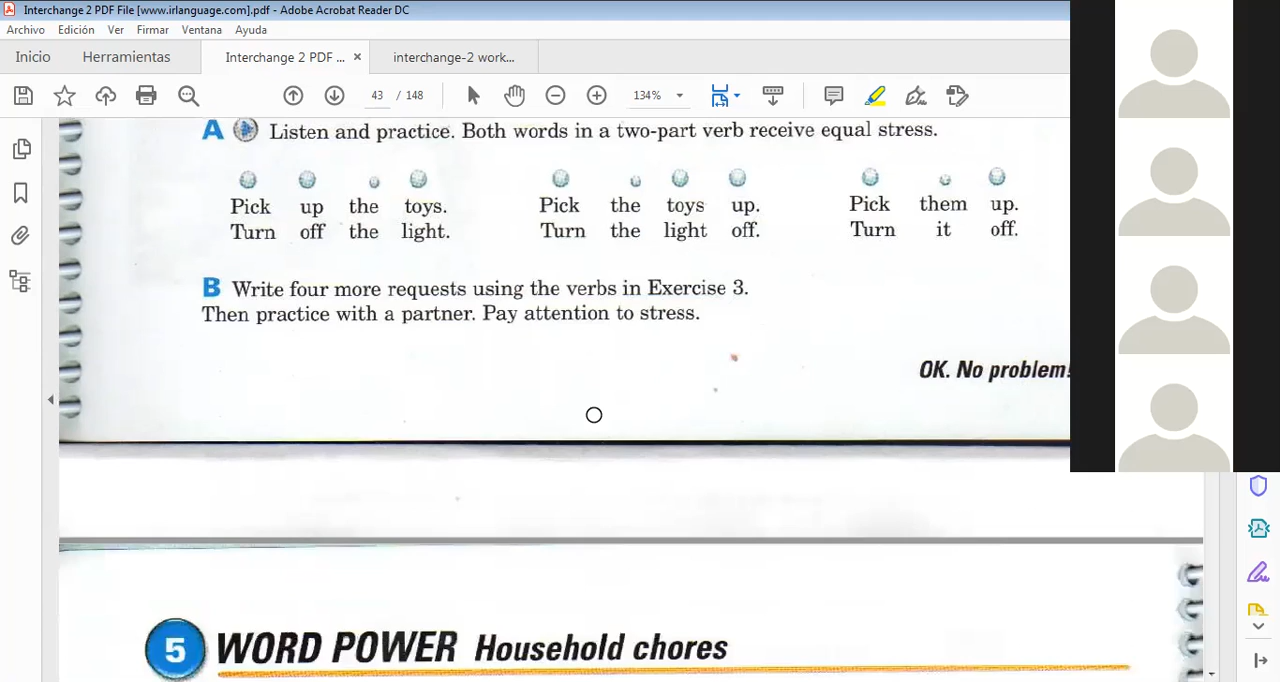 Interchange 2 PDF File [www.irlanguage.com].pdf - Adobe Acrobat Reader DC
Archivo Edición Ver Firmar Ventana Ayuda
Inicio Herramientas Interchange 2 PDF ... × interchange-2 work...
43 / 148 134%
A Listen and practice. Both words in a two-part verb receive equal stress.
Pick up the toys. Pick the toys up. Pick them up.
Turn off the light. Turn the light off. Turn it off.
B Write four more requests using the verbs in Exercise 3.
Then practice with a partner. Pay attention to stress.
OK. No problem!
5 WORD POWER Household chores